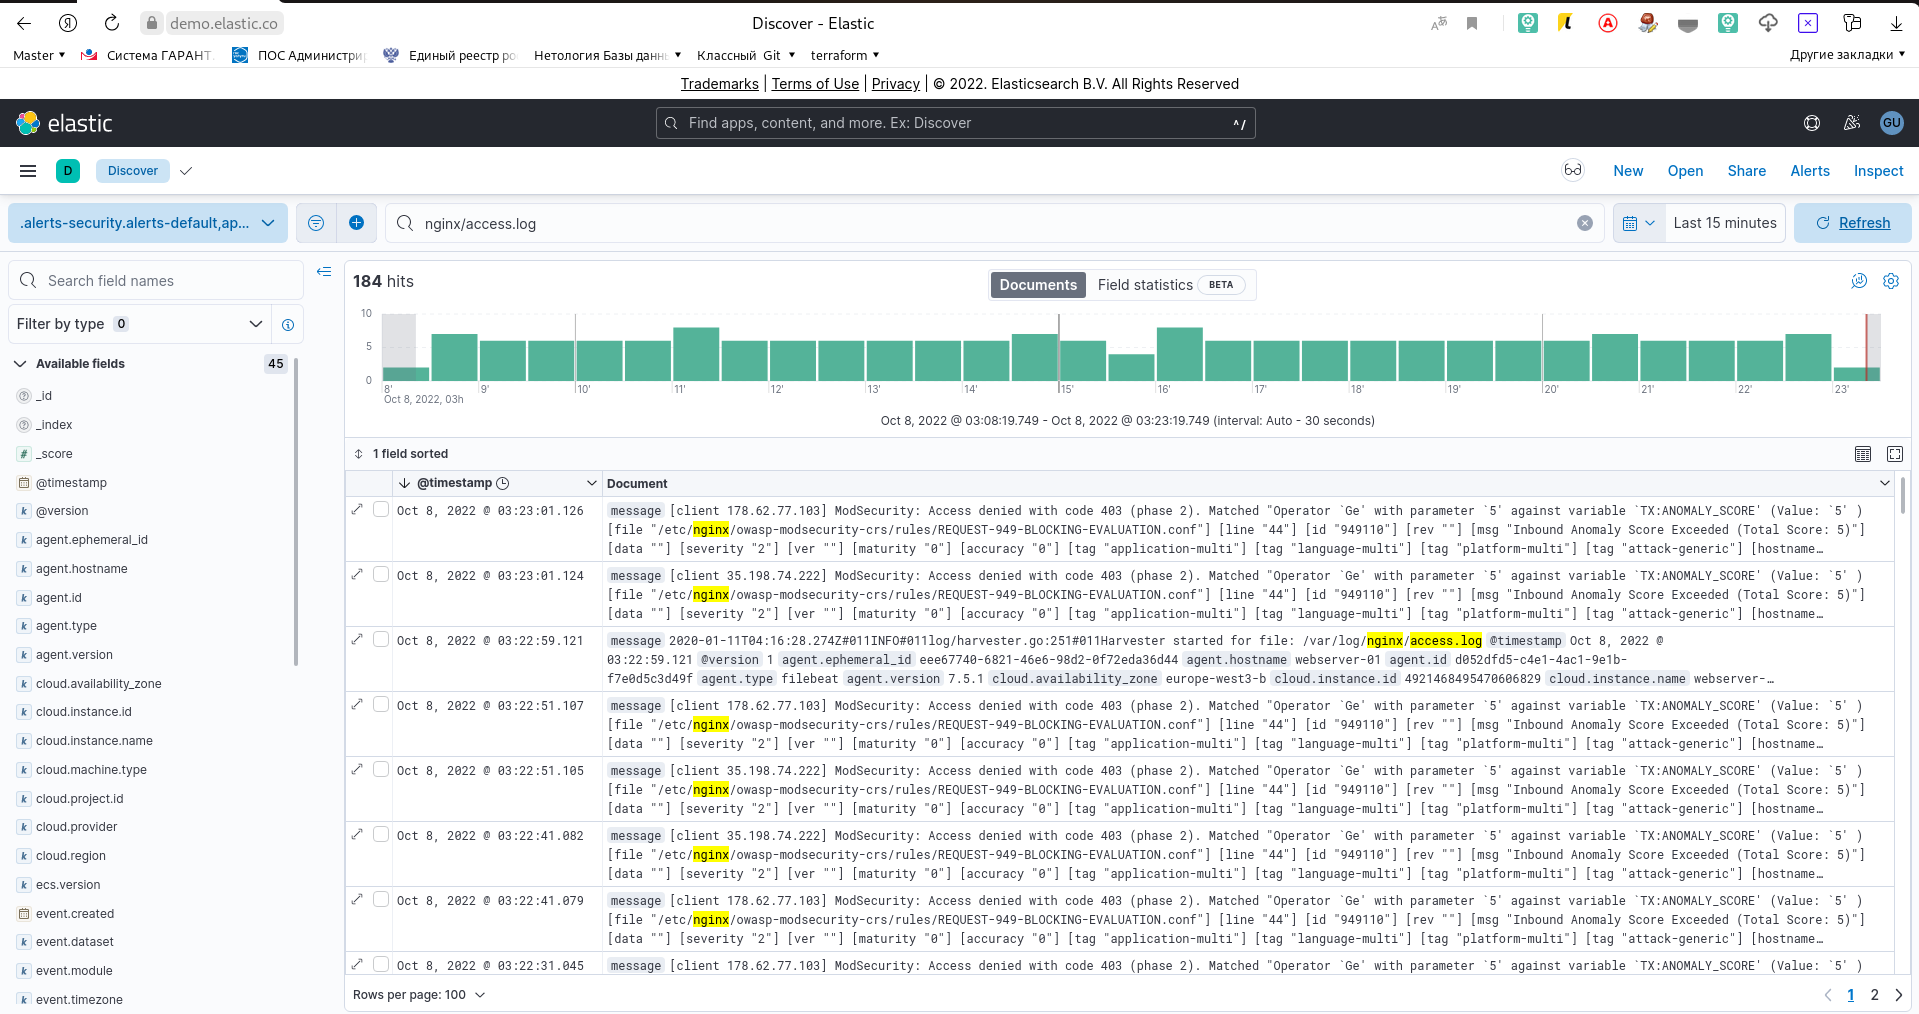 demo.elastic.co
Discover - Elastic
Master
Система ГАРАНТ
ПОС Администри
Единый реестр ро
Нетология Базы данн
Классный
Git
terraform
Другие закладки
Trademarks | Terms of Use | Privacy | © 2022. Elasticsearch B.V. All Rights Reserved
elastic
Find apps, content, and more. Ex: Discover
^/
GU
D
Discover
New
Open
Share
Alerts
Inspect
.alerts-security.alerts-default,ap...
nginx/access.log
Last 15 minutes
Refresh
Search field names
Filter by type 0
Available fields 45
_id
_index
_score
@timestamp
@version
agent.ephemeral_id
agent.hostname
agent.id
agent.type
agent.version
cloud.availability_zone
cloud.instance.id
cloud.instance.name
cloud.machine.type
cloud.project.id
cloud.provider
cloud.region
ecs.version
event.created
event.dataset
event.module
event.timezone
184 hits
Documents
Field statistics BETA
10
5
0
8' 9' 10' 11' 12' 13' 14' 15' 16' 17' 18' 19' 20' 21' 22' 23'
Oct 8, 2022, 03h
Oct 8, 2022 @ 03:08:19.749 - Oct 8, 2022 @ 03:23:19.749 (interval: Auto - 30 seconds)
1 field sorted
@timestamp
Document
Oct 8, 2022 @ 03:23:01.126
message [client 178.62.77.103] ModSecurity: Access denied with code 403 (phase 2). Matched "Operator `Ge' with parameter `5' against variable `TX:ANOMALY_SCORE' (Value: `5' )
[file "/etc/nginx/owasp-modsecurity-crs/rules/REQUEST-949-BLOCKING-EVALUATION.conf"] [line "44"] [id "949110"] [rev ""] [msg "Inbound Anomaly Score Exceeded (Total Score: 5)"]
[data ""] [severity "2"] [ver ""] [maturity "0"] [accuracy "0"] [tag "application-multi"] [tag "language-multi"] [tag "platform-multi"] [tag "attack-generic"] [hostname…
Oct 8, 2022 @ 03:23:01.124
message [client 35.198.74.222] ModSecurity: Access denied with code 403 (phase 2). Matched "Operator `Ge' with parameter `5' against variable `TX:ANOMALY_SCORE' (Value: `5' )
[file "/etc/nginx/owasp-modsecurity-crs/rules/REQUEST-949-BLOCKING-EVALUATION.conf"] [line "44"] [id "949110"] [rev ""] [msg "Inbound Anomaly Score Exceeded (Total Score: 5)"]
[data ""] [severity "2"] [ver ""] [maturity "0"] [accuracy "0"] [tag "application-multi"] [tag "language-multi"] [tag "platform-multi"] [tag "attack-generic"] [hostname…
Oct 8, 2022 @ 03:22:59.121
message 2020-01-11T04:16:28.274Z#011INFO#011log/harvester.go:251#011Harvester started for file: /var/log/nginx/access.log @timestamp Oct 8, 2022 @
03:22:59.121 @version 1 agent.ephemeral_id eee67740-6821-46e6-98d2-0f72eda36d44 agent.hostname webserver-01 agent.id d052dfd5-c4e1-4ac1-9e1b-
f7e0d5c3d49f agent.type filebeat agent.version 7.5.1 cloud.availability_zone europe-west3-b cloud.instance.id 4921468495470606829 cloud.instance.name webserver-…
Oct 8, 2022 @ 03:22:51.107
message [client 178.62.77.103] ModSecurity: Access denied with code 403 (phase 2). Matched "Operator `Ge' with parameter `5' against variable `TX:ANOMALY_SCORE' (Value: `5' )
[file "/etc/nginx/owasp-modsecurity-crs/rules/REQUEST-949-BLOCKING-EVALUATION.conf"] [line "44"] [id "949110"] [rev ""] [msg "Inbound Anomaly Score Exceeded (Total Score: 5)"]
[data ""] [severity "2"] [ver ""] [maturity "0"] [accuracy "0"] [tag "application-multi"] [tag "language-multi"] [tag "platform-multi"] [tag "attack-generic"] [hostname…
Oct 8, 2022 @ 03:22:51.105
message [client 35.198.74.222] ModSecurity: Access denied with code 403 (phase 2). Matched "Operator `Ge' with parameter `5' against variable `TX:ANOMALY_SCORE' (Value: `5' )
[file "/etc/nginx/owasp-modsecurity-crs/rules/REQUEST-949-BLOCKING-EVALUATION.conf"] [line "44"] [id "949110"] [rev ""] [msg "Inbound Anomaly Score Exceeded (Total Score: 5)"]
[data ""] [severity "2"] [ver ""] [maturity "0"] [accuracy "0"] [tag "application-multi"] [tag "language-multi"] [tag "platform-multi"] [tag "attack-generic"] [hostname…
Oct 8, 2022 @ 03:22:41.082
message [client 35.198.74.222] ModSecurity: Access denied with code 403 (phase 2). Matched "Operator `Ge' with parameter `5' against variable `TX:ANOMALY_SCORE' (Value: `5' )
[file "/etc/nginx/owasp-modsecurity-crs/rules/REQUEST-949-BLOCKING-EVALUATION.conf"] [line "44"] [id "949110"] [rev ""] [msg "Inbound Anomaly Score Exceeded (Total Score: 5)"]
[data ""] [severity "2"] [ver ""] [maturity "0"] [accuracy "0"] [tag "application-multi"] [tag "language-multi"] [tag "platform-multi"] [tag "attack-generic"] [hostname…
Oct 8, 2022 @ 03:22:41.079
message [client 178.62.77.103] ModSecurity: Access denied with code 403 (phase 2). Matched "Operator `Ge' with parameter `5' against variable `TX:ANOMALY_SCORE' (Value: `5' )
[file "/etc/nginx/owasp-modsecurity-crs/rules/REQUEST-949-BLOCKING-EVALUATION.conf"] [line "44"] [id "949110"] [rev ""] [msg "Inbound Anomaly Score Exceeded (Total Score: 5)"]
[data ""] [severity "2"] [ver ""] [maturity "0"] [accuracy "0"] [tag "application-multi"] [tag "language-multi"] [tag "platform-multi"] [tag "attack-generic"] [hostname…
Oct 8, 2022 @ 03:22:31.045
message [client 178.62.77.103] ModSecurity: Access denied with code 403 (phase 2). Matched "Operator `Ge' with parameter `5' against variable `TX:ANOMALY_SCORE' (Value: `5' )
Rows per page: 100
1 2